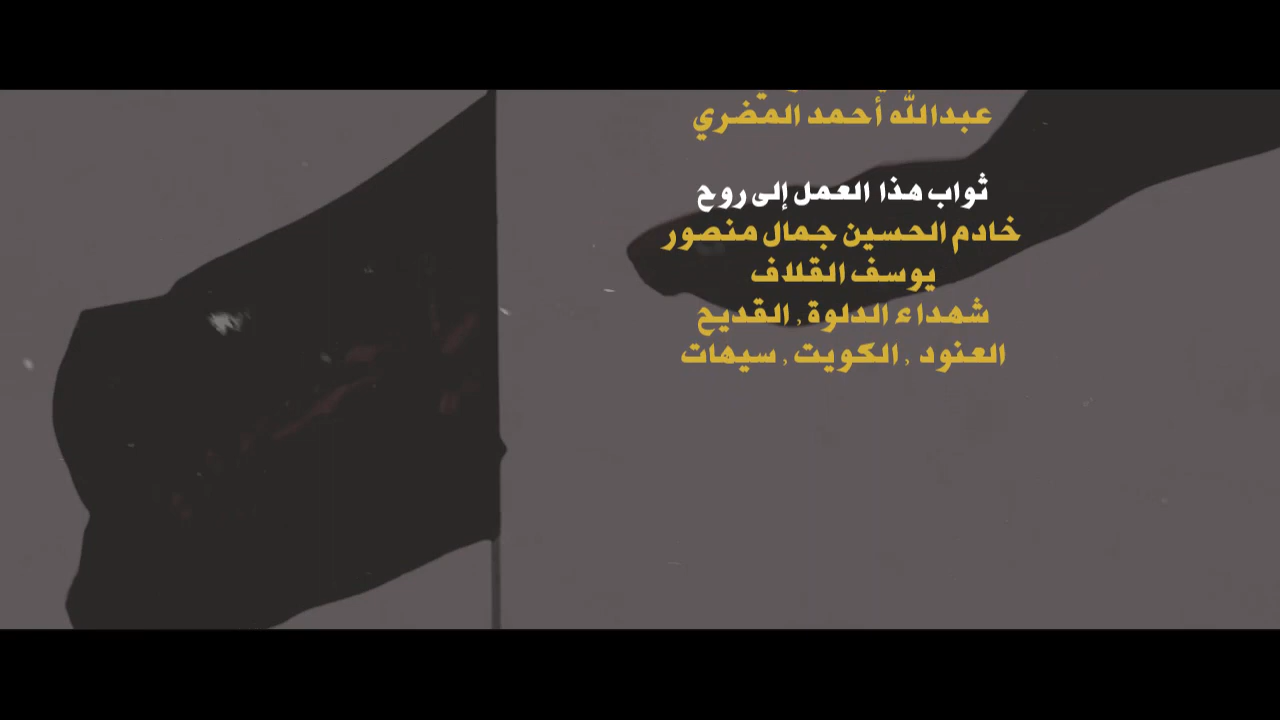 عبدالله أحمد المضري
ثواب هذا العمل إلى روح
خادم الحسين جمال منصور
يوسف القلاف
شهداء الدلوة , القديح
العنود , الكويت , سيهات